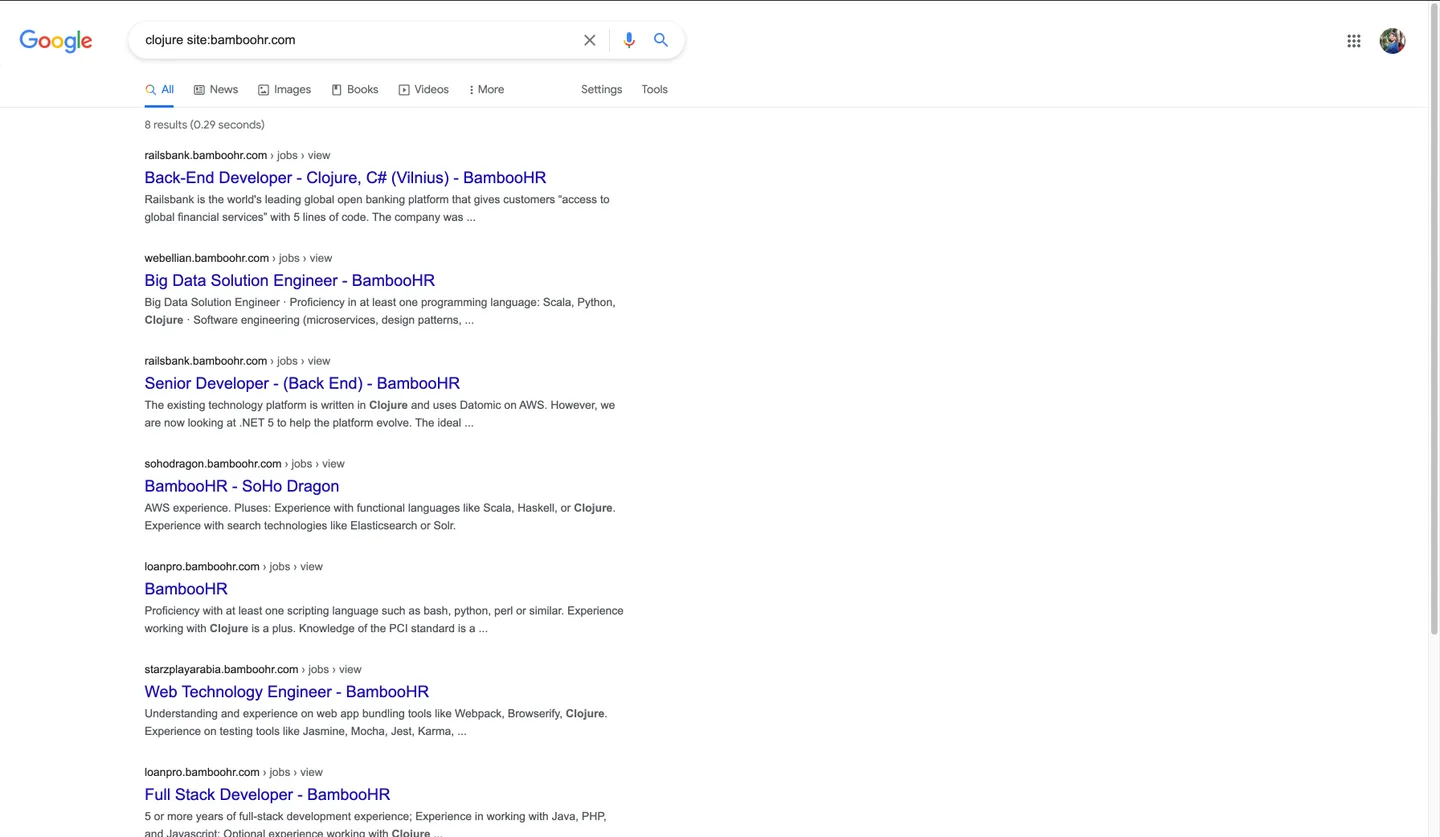 Google
clojure site:bamboohr.com
All News Images Books Videos More Settings Tools
8 results (0.29 seconds)
railsbank.bamboohr.com › jobs › view
Back-End Developer - Clojure, C# (Vilnius) - BambooHR
Railsbank is the world's leading global open banking platform that gives customers “access to
global financial services” with 5 lines of code. The company was ...
webellian.bamboohr.com › jobs › view
Big Data Solution Engineer - BambooHR
Big Data Solution Engineer · Proficiency in at least one programming language: Scala, Python,
Clojure · Software engineering (microservices, design patterns, ...
railsbank.bamboohr.com › jobs › view
Senior Developer - (Back End) - BambooHR
The existing technology platform is written in Clojure and uses Datomic on AWS. However, we
are now looking at .NET 5 to help the platform evolve. The ideal ...
sohodragon.bamboohr.com › jobs › view
BambooHR - SoHo Dragon
AWS experience. Pluses: Experience with functional languages like Scala, Haskell, or Clojure.
Experience with search technologies like Elasticsearch or Solr.
loanpro.bamboohr.com › jobs › view
BambooHR
Proficiency with at least one scripting language such as bash, python, perl or similar. Experience
working with Clojure is a plus. Knowledge of the PCI standard is a ...
starzplayarabia.bamboohr.com › jobs › view
Web Technology Engineer - BambooHR
Understanding and experience on web app bundling tools like Webpack, Browserify, Clojure.
Experience on testing tools like Jasmine, Mocha, Jest, Karma, ...
loanpro.bamboohr.com › jobs › view
Full Stack Developer - BambooHR
5 or more years of full-stack development experience; Experience in working with Java, PHP,
and Javascript; Optional experience working with Clojure ...